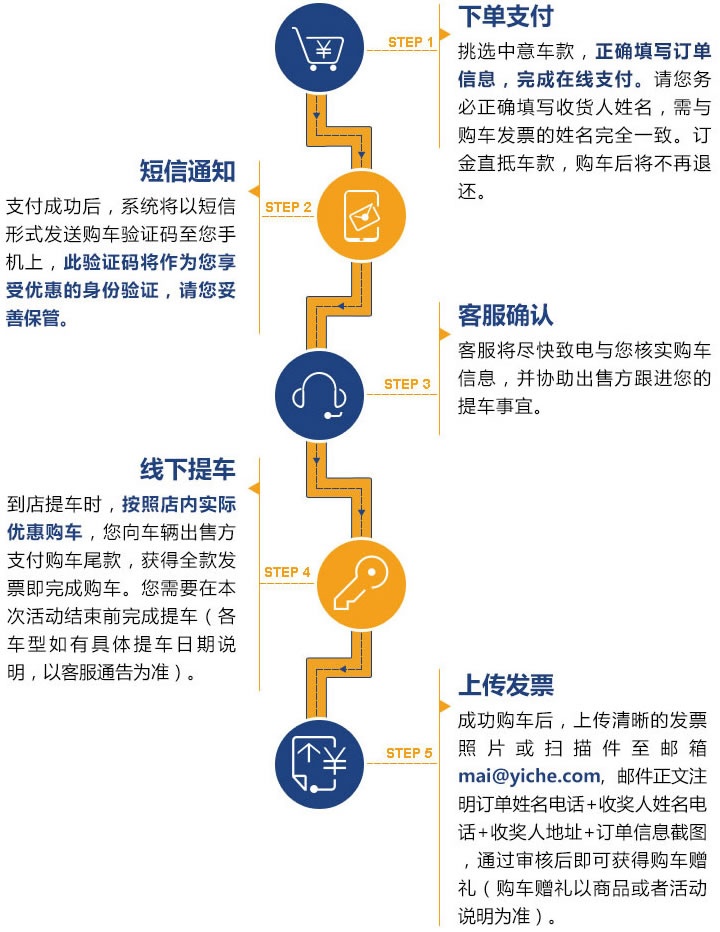 STEP 1
下单支付
挑选中意车款，正确填写订单
信息，完成在线支付。请您务
必正确填写收货人姓名，需与
购车发票的姓名完全一致。订
金直抵车款，购车后将不再退
还。
短信通知
STEP 2
支付成功后，系统将以短信
形式发送购车验证码至您手
机上，此验证码将作为您享
受优惠的身份验证，请您妥
善保管。
客服确认
STEP 3
客服将尽快致电与您核实购车
信息，并协助出售方跟进您的
提车事宜。
线下提车
STEP 4
到店提车时，按照店内实际
优惠购车，您向车辆出售方
支付购车尾款，获得全款发
票即完成购车。您需要在本
次活动结束前完成提车（各
车型如有具体提车日期说
明，以客服通告为准）。
上传发票
STEP 5
成功购车后，上传清晰的发票
照片或扫描件至邮箱
mai@yiche.com，邮件正文注
明订单姓名电话+收奖人姓名电
话+收奖人地址+订单信息截图
，通过审核后即可获得购车赠
礼（购车赠礼以商品或者活动
说明为准）。